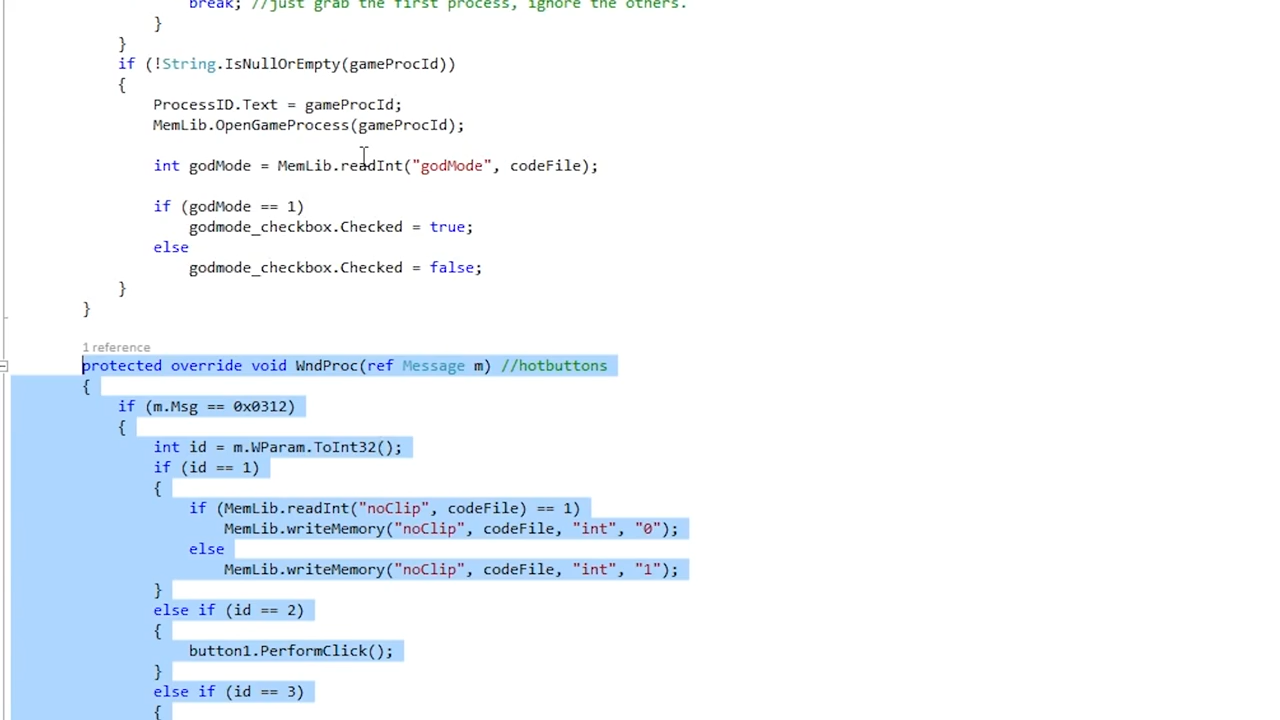 break; //just grab the first process, ignore the others.
}
}
if (!String.IsNullOrEmpty(gameProcId))
{
ProcessID.Text = gameProcId;
MemLib.OpenGameProcess(gameProcId);
int godMode = MemLib.readInt("godMode", codeFile);
if (godMode == 1)
godmode_checkbox.Checked = true;
else
godmode_checkbox.Checked = false;
}
}
1 reference
protected override void WndProc(ref Message m) //hotbuttons
{
if (m.Msg == 0x0312)
{
int id = m.WParam.ToInt32();
if (id == 1)
{
if (MemLib.readInt("noClip", codeFile) == 1)
MemLib.writeMemory("noClip", codeFile, "int", "0");
else
MemLib.writeMemory("noClip", codeFile, "int", "1");
}
else if (id == 2)
{
button1.PerformClick();
}
else if (id == 3)
{